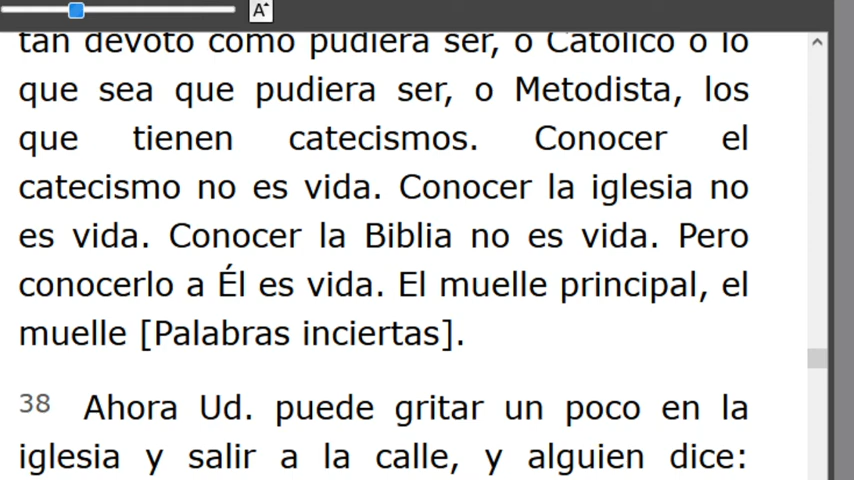 A
tan devoto como pudiera ser, o Católico o lo
que sea que pudiera ser, o Metodista, los
que tienen catecismos. Conocer el
catecismo no es vida. Conocer la iglesia no
es vida. Conocer la Biblia no es vida. Pero
conocerlo a Él es vida. El muelle principal, el
muelle [Palabras inciertas].
38 Ahora Ud. puede gritar un poco en la
iglesia y salir a la calle, y alguien dice: